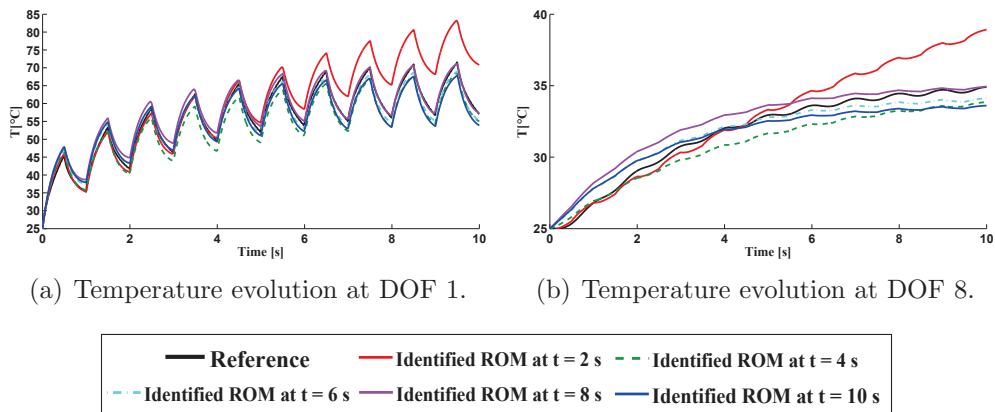 85
80
75
70
65
60
55
50
45
40
35
30
25
T[°C]
0 2 4 6 8 10
Time [s]
(a) Temperature evolution at DOF 1.
40
35
30
25
T[°C]
0 2 4 6 8 10
Time [s]
(b) Temperature evolution at DOF 8.
Reference Identified ROM at t = 2 s Identified ROM at t = 4 s
Identified ROM at t = 6 s Identified ROM at t = 8 s Identified ROM at t = 10 s